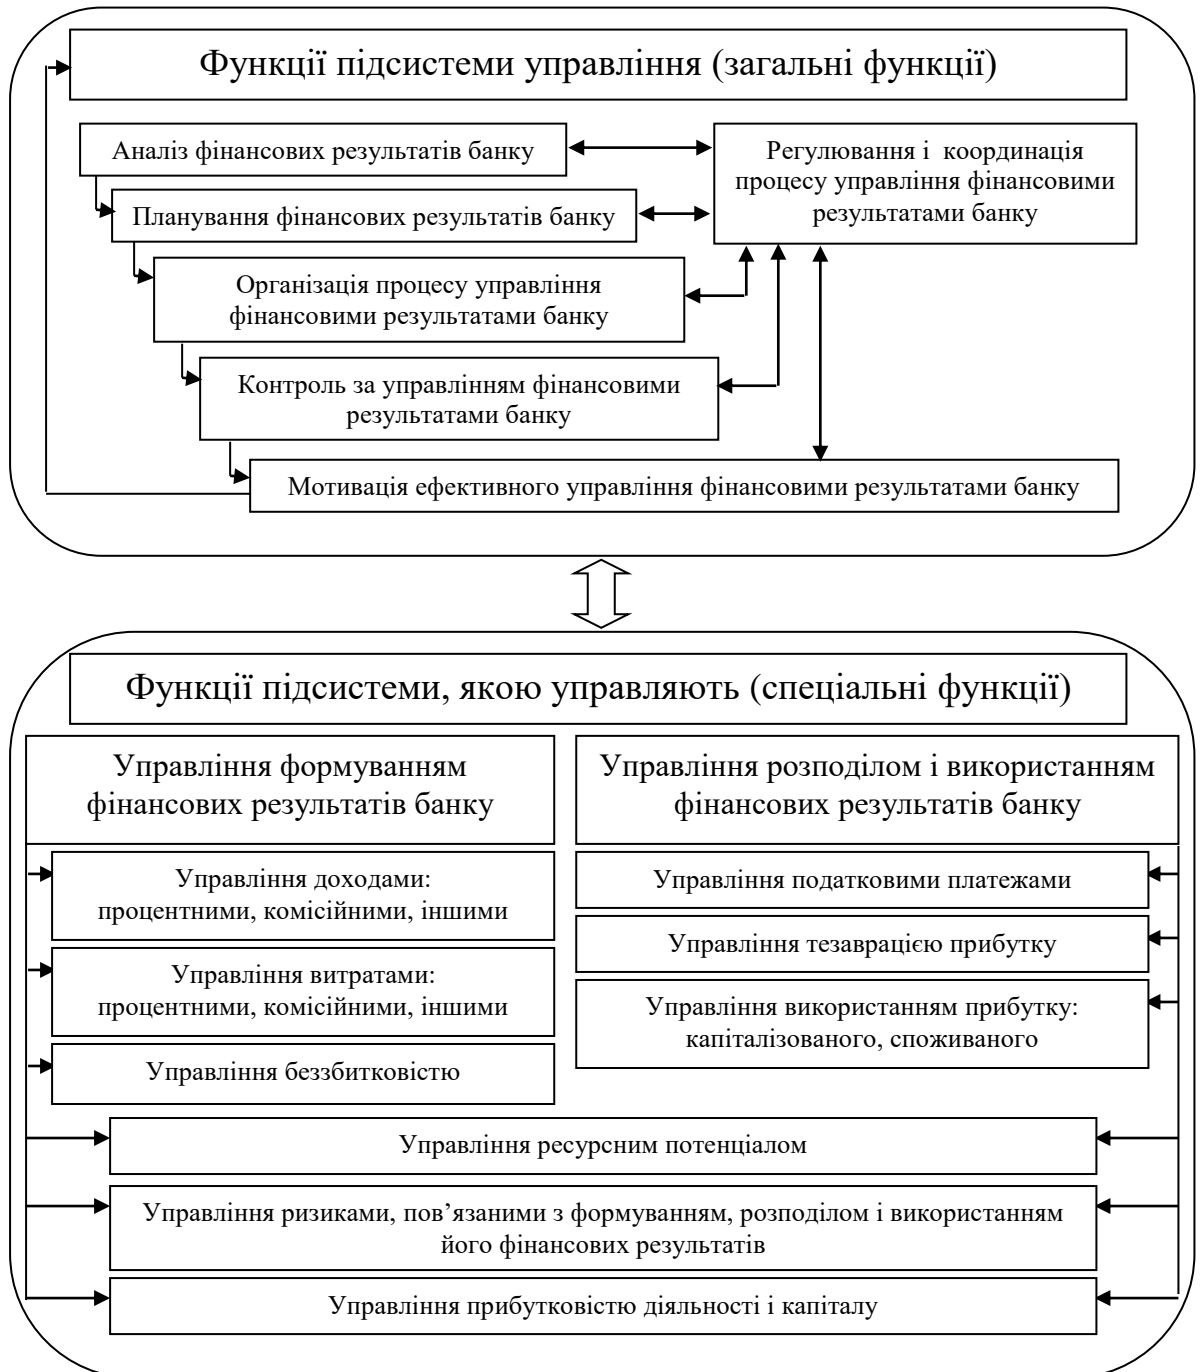 Функції підсистеми управління (загальні функції)
Аналіз фінансових результатів банку
Регулювання і координація
процесу управління фінансовими
результатами банку
Планування фінансових результатів банку
Організація процесу управління
фінансовими результатами банку
Контроль за управлінням фінансовими
результатами банку
Мотивація ефективного управління фінансовими результатами банку
Функції підсистеми, якою управляють (спеціальні функції)
Управління формуванням
фінансових результатів банку
Управління розподілом і використанням
фінансових результатів банку
Управління доходами:
процентними, комісійними, іншими
Управління витратами:
процентними, комісійними, іншими
Управління беззбитковістю
Управління податковими платежами
Управління тезаврацією прибутку
Управління використанням прибутку:
капіталізованого, споживаного
Управління ресурсним потенціалом
Управління ризиками, пов’язаними з формуванням, розподілом і використанням
його фінансових результатів
Управління прибутковістю діяльності і капіталу